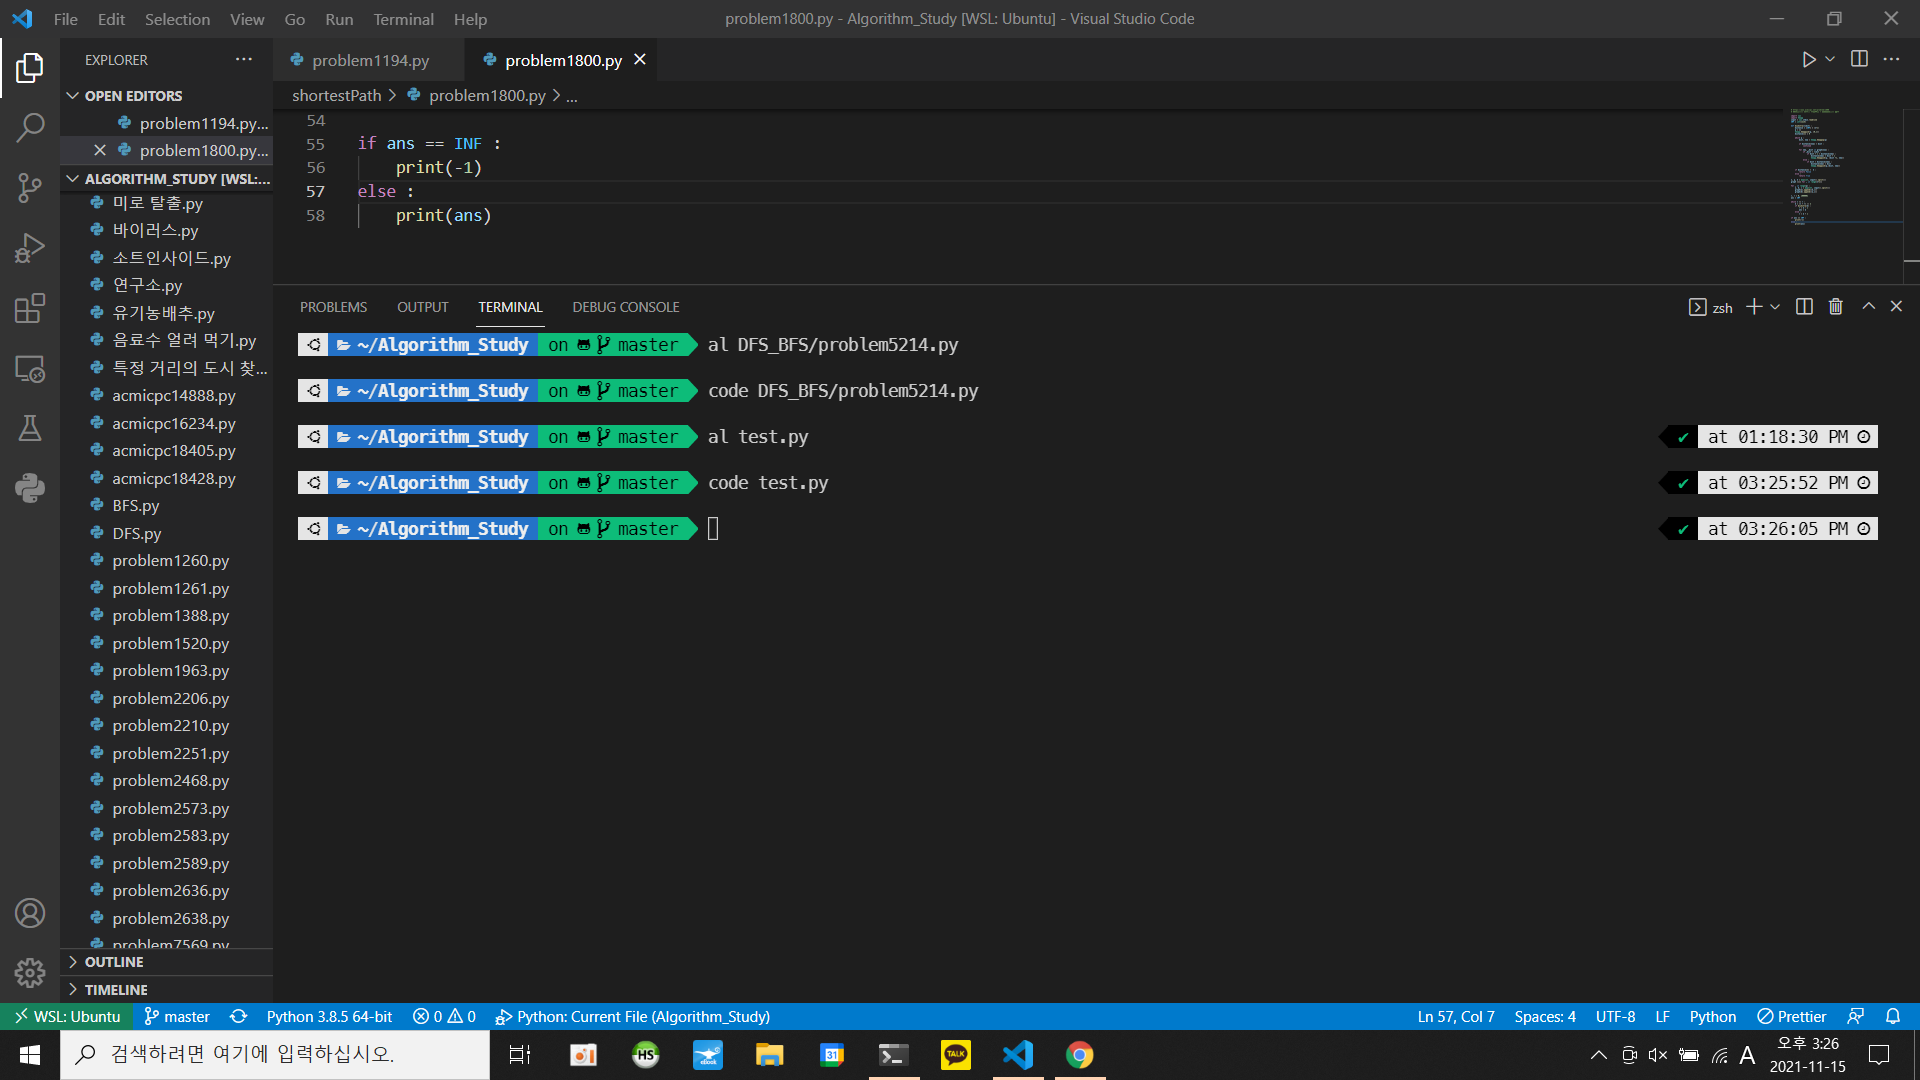 File Edit Selection View Go Run Terminal Help
problem1800.py - Algorithm_Study [WSL: Ubuntu] - Visual Studio Code
EXPLORER
OPEN EDITORS
problem1194.py...
problem1800.py...
ALGORITHM_STUDY [WSL:...
미로 탈출.py
바이러스.py
소트인사이드.py
연구소.py
유기농배추.py
음료수 얼려 먹기.py
특정 거리의 도시 찾...
acmicpc14888.py
acmicpc16234.py
acmicpc18405.py
acmicpc18428.py
BFS.py
DFS.py
problem1260.py
problem1261.py
problem1388.py
problem1520.py
problem1963.py
problem2206.py
problem2210.py
problem2251.py
problem2468.py
problem2573.py
problem2583.py
problem2589.py
problem2636.py
problem2638.py
problem7569.py
OUTLINE
TIMELINE
problem1194.py
problem1800.py
shortestPath > problem1800.py > ...
54
55 if ans == INF :
56 print(-1)
57 else :
58 print(ans)
PROBLEMS OUTPUT TERMINAL DEBUG CONSOLE
zsh
~/Algorithm_Study on master al DFS_BFS/problem5214.py
~/Algorithm_Study on master code DFS_BFS/problem5214.py
~/Algorithm_Study on master al test.py ✔ at 01:18:30 PM
~/Algorithm_Study on master code test.py ✔ at 03:25:52 PM
~/Algorithm_Study on master ✔ at 03:26:05 PM
WSL: Ubuntu master Python 3.8.5 64-bit 0 0 Python: Current File (Algorithm_Study) Ln 57, Col 7 Spaces: 4 UTF-8 LF Python Prettier
검색하려면 여기에 입력하십시오.
HS
eBook
31
TALK
A
오후 3:26
2021-11-15